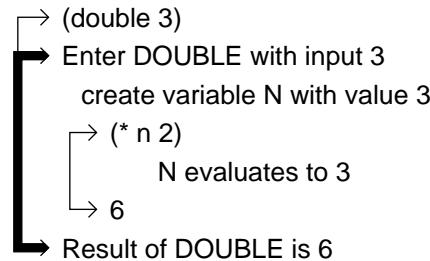 (double 3)
Enter DOUBLE with input 3
create variable N with value 3
(* n 2)
N evaluates to 3
6
Result of DOUBLE is 6